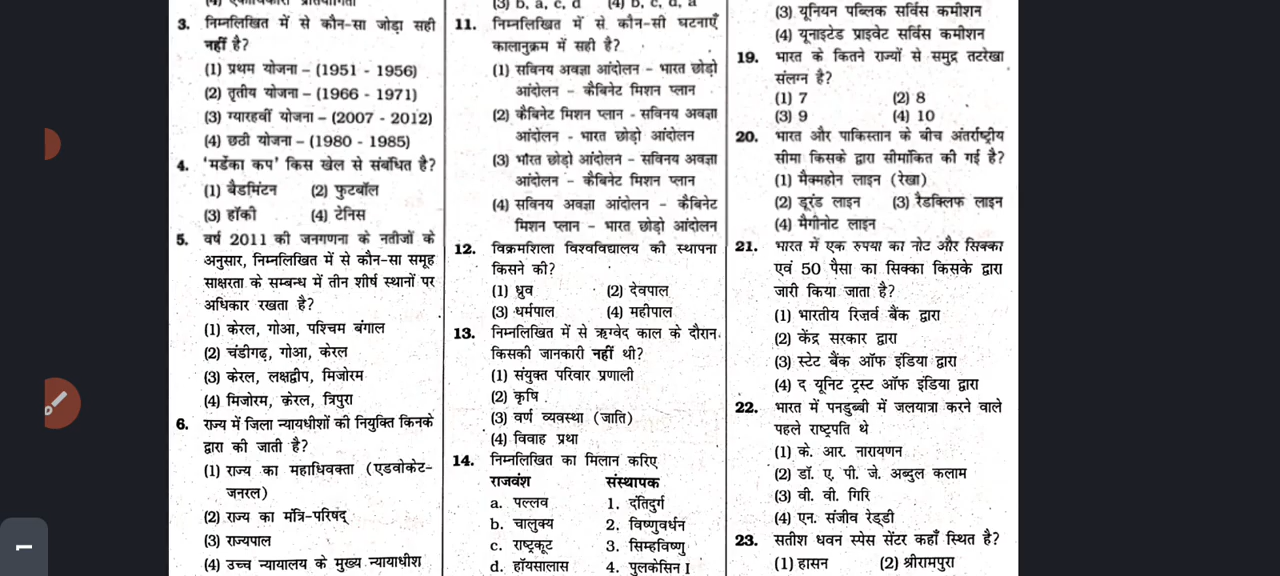 3. निम्नलिखित में से कौन-सा जोड़ा सही
नहीं है?
(1) प्रथम योजना – (1951 - 1956)
(2) तृतीय योजना – (1966 - 1971)
(3) ग्यारहवीं योजना – (2007 - 2012)
(4) छठी योजना – (1980 - 1985)
4. 'मर्डेका कप' किस खेल से संबंधित है?
(1) बैडमिंटन (2) फुटबॉल
(3) हॉकी (4) टेनिस
5. वर्ष 2011 की जनगणना के नतीजों के
अनुसार, निम्नलिखित में से कौन-सा समूह
साक्षरता के सम्बन्ध में तीन शीर्ष स्थानों पर
अधिकार रखता है?
(1) केरल, गोआ, पश्चिम बंगाल
(2) चंडीगढ़, गोआ, केरल
(3) केरल, लक्षद्वीप, मिजोरम
(4) मिजोरम, केरल, त्रिपुरा
6. राज्य में जिला न्यायधीशों की नियुक्ति किनके
द्वारा की जाती है?
(1) राज्य का महाधिवक्ता (एडवोकेट-
जनरल)
(2) राज्य का मंत्रि-परिषद्
(3) राज्यपाल
(4) उच्च न्यायालय के मुख्य न्यायाधीश
(3) b, a, c, d (4) b, c, d, a
11. निम्नलिखित में से कौन-सी घटनाएँ
कालानुक्रम में सही है?
(1) सविनय अवज्ञा आंदोलन – भारत छोड़ो
आंदोलन – कैबिनेट मिशन प्लान
(2) कैबिनेट मिशन प्लान - सविनय अवज्ञा
आंदोलन - भारत छोड़ो आंदोलन
(3) भारत छोड़ो आंदोलन – सविनय अवज्ञा
आंदोलन – कैबिनेट मिशन प्लान
(4) सविनय अवज्ञा आंदोलन – कैबिनेट
मिशन प्लान – भारत छोड़ो आंदोलन
12. विक्रमशिला विश्वविद्यालय की स्थापना
किसने की?
(1) ध्रुव (2) देवपाल
(3) धर्मपाल (4) महीपाल
13. निम्नलिखित में से ऋग्वेद काल के दौरान
किसकी जानकारी नहीं थी?
(1) संयुक्त परिवार प्रणाली
(2) कृषि
(3) वर्ण व्यवस्था (जाति)
(4) विवाह प्रथा
14. निम्नलिखित का मिलान करिए
राजवंश संस्थापक
a. पल्लव 1. दंतिदुर्ग
b. चालुक्य 2. विष्णुवर्धन
c. राष्ट्रकूट 3. सिम्हविष्णु
d. हॉयसालास 4. पुलकेसिन I
(3) यूनियन पब्लिक सर्विस कमीशन
(4) यूनाइटेड प्राइवेट सर्विस कमीशन
19. भारत के कितने राज्यों से समुद्र तटरेखा
संलग्न है?
(1) 7 (2) 8
(3) 9 (4) 10
20. भारत और पाकिस्तान के बीच अंतर्राष्ट्रीय
सीमा किसके द्वारा सीमांकित की गई है?
(1) मैक्महोन लाइन (रेखा)
(2) डूरंड लाइन (3) रैडक्लिफ लाइन
(4) मैगीनोट लाइन
21. भारत में एक रुपया का नोट और सिक्का
एवं 50 पैसा का सिक्का किसके द्वारा
जारी किया जाता है?
(1) भारतीय रिज़र्व बैंक द्वारा
(2) केंद्र सरकार द्वारा
(3) स्टेट बैंक ऑफ इंडिया द्वारा
(4) द यूनिट ट्रस्ट ऑफ इंडिया द्वारा
22. भारत में पनडुब्बी में जलयात्रा करने वाले
पहले राष्ट्रपति थे
(1) के. आर. नारायणन
(2) डॉ. ए. पी. जे. अब्दुल कलाम
(3) वी. वी. गिरि
(4) एन. संजीव रेड्डी
23. सतीश धवन स्पेस सेंटर कहाँ स्थित है?
(1) हासन (2) श्रीरामपुरा
1